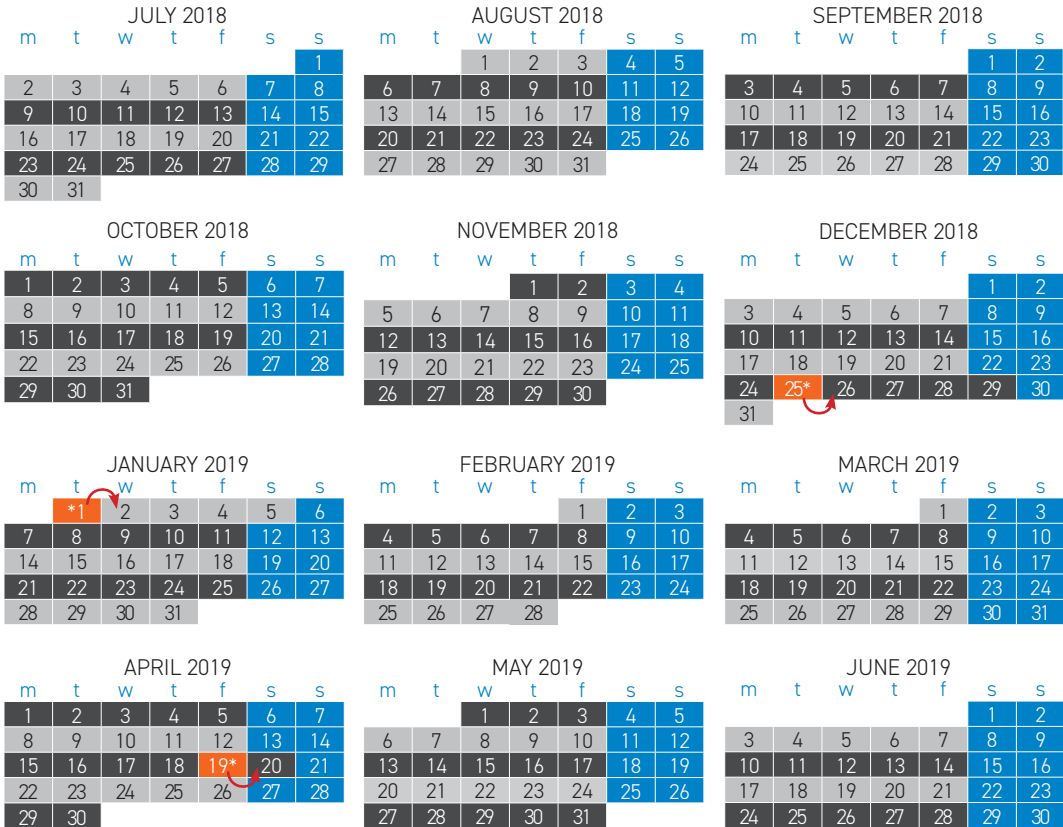 JULY 2018
m t w t f s s
1
2 3 4 5 6 7 8
9 10 11 12 13 14 15
16 17 18 19 20 21 22
23 24 25 26 27 28 29
30 31
AUGUST 2018
m t w t f s s
1 2 3 4 5
6 7 8 9 10 11 12
13 14 15 16 17 18 19
20 21 22 23 24 25 26
27 28 29 30 31
SEPTEMBER 2018
m t w t f s s
1 2
3 4 5 6 7 8 9
10 11 12 13 14 15 16
17 18 19 20 21 22 23
24 25 26 27 28 29 30
OCTOBER 2018
m t w t f s s
1 2 3 4 5 6 7
8 9 10 11 12 13 14
15 16 17 18 19 20 21
22 23 24 25 26 27 28
29 30 31
NOVEMBER 2018
m t w t f s s
1 2 3 4
5 6 7 8 9 10 11
12 13 14 15 16 17 18
19 20 21 22 23 24 25
26 27 28 29 30
DECEMBER 2018
m t w t f s s
1 2
3 4 5 6 7 8 9
10 11 12 13 14 15 16
17 18 19 20 21 22 23
24 25* 26 27 28 29 30
31
JANUARY 2019
m t w t f s s
*1 2 3 4 5 6
7 8 9 10 11 12 13
14 15 16 17 18 19 20
21 22 23 24 25 26 27
28 29 30 31
FEBRUARY 2019
m t w t f s s
1 2 3
4 5 6 7 8 9 10
11 12 13 14 15 16 17
18 19 20 21 22 23 24
25 26 27 28
MARCH 2019
m t w t f s s
1 2 3
4 5 6 7 8 9 10
11 12 13 14 15 16 17
18 19 20 21 22 23 24
25 26 27 28 29 30 31
APRIL 2019
m t w t f s s
1 2 3 4 5 6 7
8 9 10 11 12 13 14
15 16 17 18 19* 20 21
22 23 24 25 26 27 28
29 30
MAY 2019
m t w t f s s
1 2 3 4 5
6 7 8 9 10 11 12
13 14 15 16 17 18 19
20 21 22 23 24 25 26
27 28 29 30 31
JUNE 2019
m t w t f s s
1 2
3 4 5 6 7 8 9
10 11 12 13 14 15 16
17 18 19 20 21 22 23
24 25 26 27 28 29 30